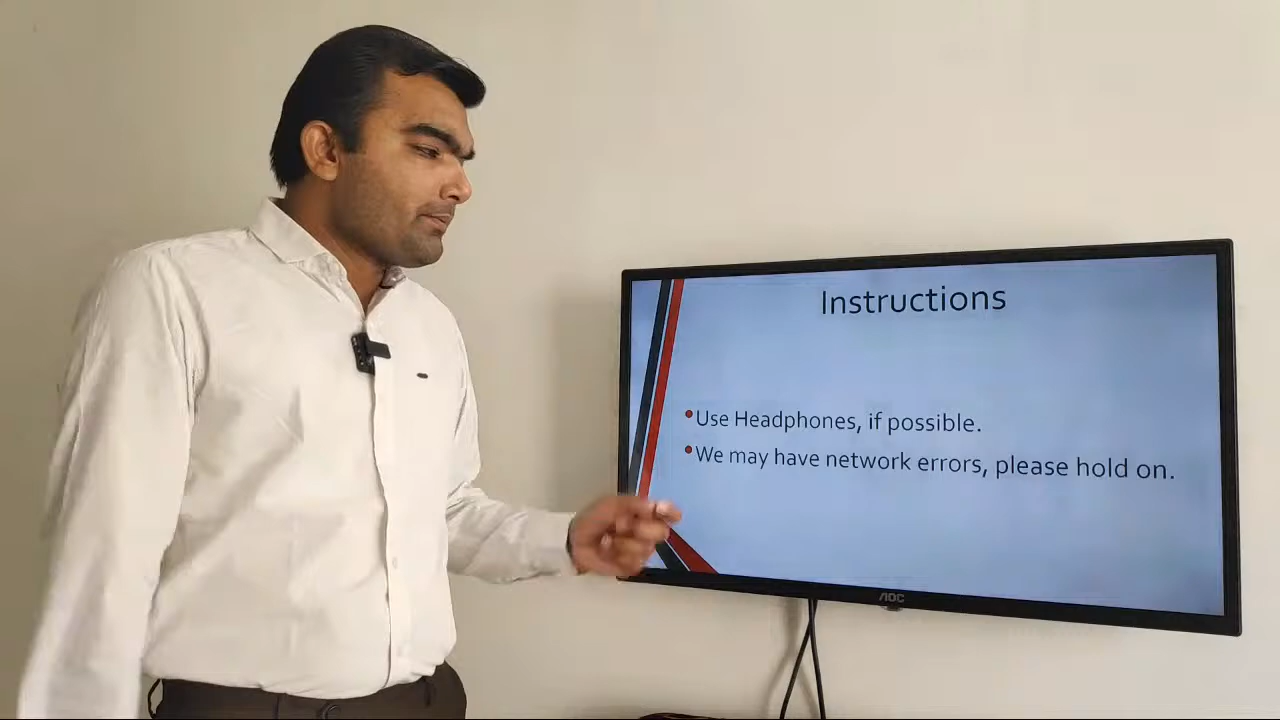 Instructions
•Use Headphones, if possible.
•We may have network errors, please hold on.
AOC